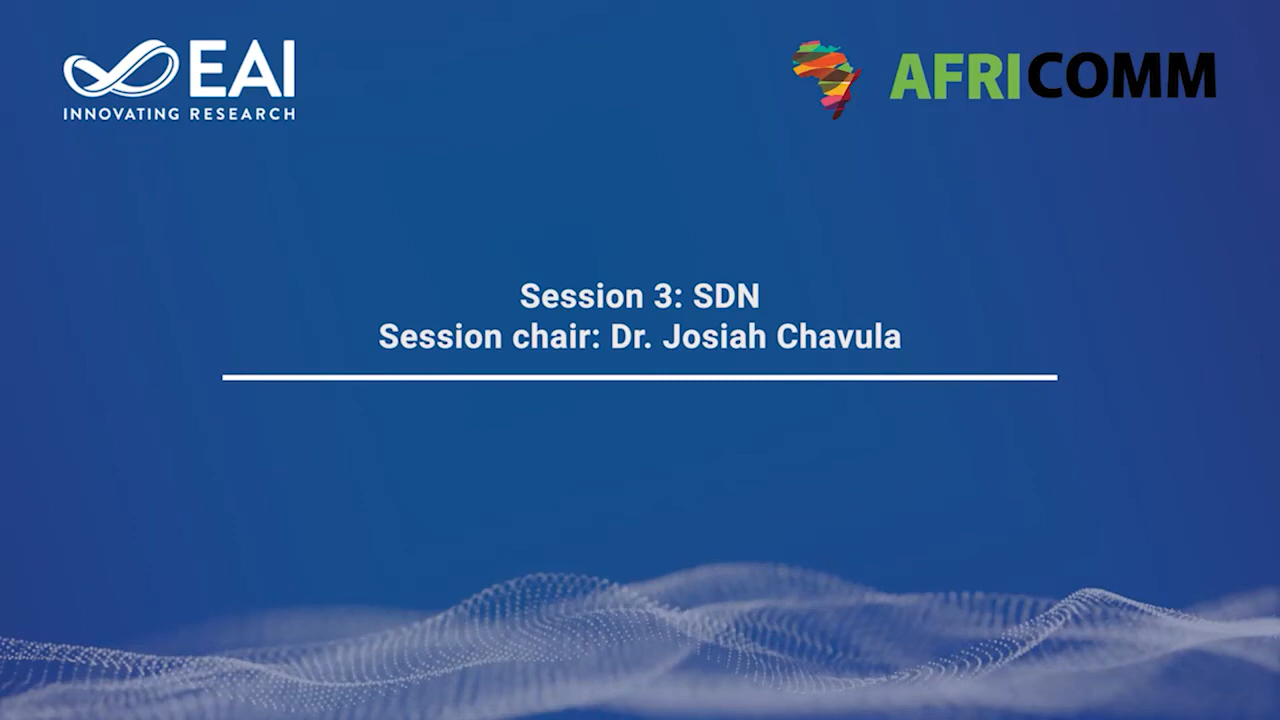 EAI
INNOVATING RESEARCH
AFRICOMM
Session 3: SDN
Session chair: Dr. Josiah Chavula